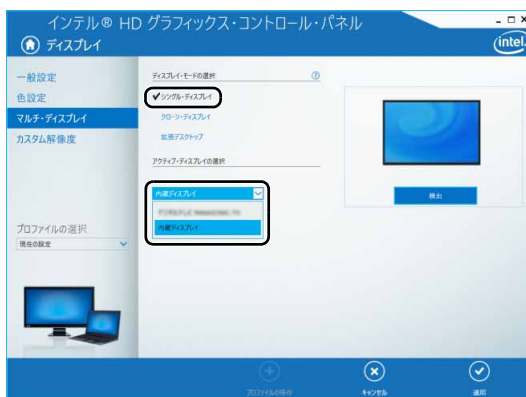 インテル® HD グラフィックス・コントロール・パネル
ディスプレイ
intel
一般設定
色設定
マルチ・ディスプレイ
カスタム解像度
プロファイルの選択
現在の設定
ディスプレイ・モードの選択
シングル・ディスプレイ
クローン・ディスプレイ
拡張デスクトップ
アクティブ・ディスプレイの選択
内蔵ディスプレイ
内蔵ディスプレイ
検出
プロファイルの保存
キャンセル
適用